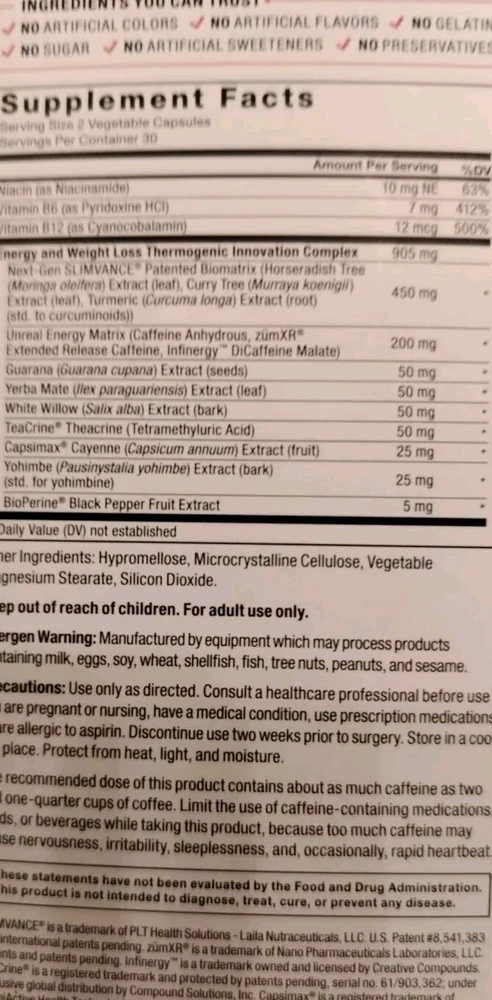 INGREDIENTS YOU CAN TRUST
✓ NO ARTIFICIAL COLORS ✓ NO ARTIFICIAL FLAVORS ✓ NO GELATIN
✓ NO SUGAR ✓ NO ARTIFICIAL SWEETENERS ✓ NO PRESERVATIVES
Supplement Facts
Serving Size 2 Vegetable Capsules
Servings Per Container 30
Amount Per Serving %DV
Niacin (as Niacinamide) 10 mg NE 63%
Vitamin B6 (as Pyridoxine HCl) 7 mg 412%
Vitamin B12 (as Cyanocobalamin) 12 mcg 500%
nergy and Weight Loss Thermogenic Innovation Complex 905 mg
Next-Gen SLIMVANCE® Patented Biomatrix (Horseradish Tree
(Moringa oleifera) Extract (leaf), Curry Tree (Murraya koenigii)
Extract (leaf), Turmeric (Curcuma longa) Extract (root)
(std. to curcuminoids)) 450 mg
Unreal Energy Matrix (Caffeine Anhydrous, zümXR®
Extended Release Caffeine, Infinergy™ DiCaffeine Malate) 200 mg
Guarana (Guarana cupana) Extract (seeds) 50 mg
Yerba Mate (Ilex paraguariensis) Extract (leaf) 50 mg
White Willow (Salix alba) Extract (bark) 50 mg
TeaCrine® Theacrine (Tetramethyluric Acid) 50 mg
Capsimax® Cayenne (Capsicum annuum) Extract (fruit) 25 mg
Yohimbe (Pausinystalia yohimbe) Extract (bark)
(std. for yohimbine) 25 mg
BioPerine® Black Pepper Fruit Extract 5 mg
Daily Value (DV) not established
er Ingredients: Hypromellose, Microcrystalline Cellulose, Vegetable
gnesium Stearate, Silicon Dioxide.
ep out of reach of children. For adult use only.
ergen Warning: Manufactured by equipment which may process products
taining milk, eggs, soy, wheat, shellfish, fish, tree nuts, peanuts, and sesame.
ecautions: Use only as directed. Consult a healthcare professional before use
are pregnant or nursing, have a medical condition, use prescription medications
re allergic to aspirin. Discontinue use two weeks prior to surgery. Store in a coo
place. Protect from heat, light, and moisture.
recommended dose of this product contains about as much caffeine as two
one-quarter cups of coffee. Limit the use of caffeine-containing medications,
ds, or beverages while taking this product, because too much caffeine may
se nervousness, irritability, sleeplessness, and, occasionally, rapid heartbeat.
hese statements have not been evaluated by the Food and Drug Administration.
his product is not intended to diagnose, treat, cure, or prevent any disease.
MVANCE® is a trademark of PLT Health Solutions - Laila Nutraceuticals, LLC. U.S. Patent #8,541,383
international patents pending. zümXR® is a trademark of Nano Pharmaceuticals Laboratories, LLC.
nts and patents pending. Infinergy™ is a trademark owned and licensed by Creative Compounds.
Crine® is a registered trademark and protected by patents pending, serial no. 61/903,362; under
usive global distribution by Compound Solutions, Inc. Capsimax® is a registered trademark of